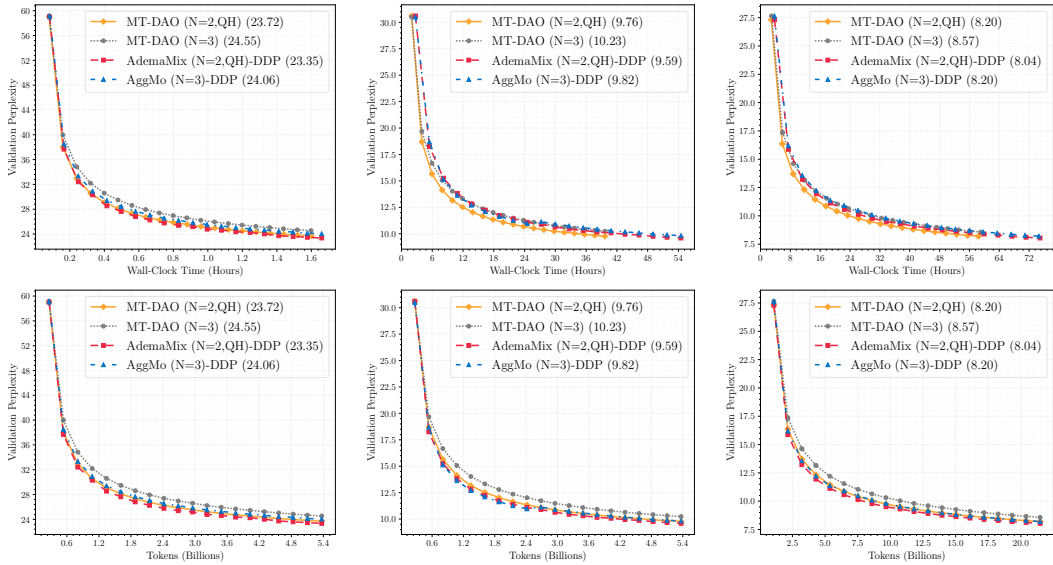 60
56
52
48
44
40
36
32
28
24
Validation Perplexity
MT-DAO (N=2,QH) (23.72)
MT-DAO (N=3) (24.55)
AdemaMix (N=2,QH)-DDP (23.35)
AggMo (N=3)-DDP (24.06)
0.2 0.4 0.6 0.8 1.0 1.2 1.4 1.6
Wall-Clock Time (Hours)
30.0
27.5
25.0
22.5
20.0
17.5
15.0
12.5
10.0
Validation Perplexity
MT-DAO (N=2,QH) (9.76)
MT-DAO (N=3) (10.23)
AdemaMix (N=2,QH)-DDP (9.59)
AggMo (N=3)-DDP (9.82)
0 6 12 18 24 30 36 42 48 54
Wall-Clock Time (Hours)
27.5
25.0
22.5
20.0
17.5
15.0
12.5
10.0
7.5
Validation Perplexity
MT-DAO (N=2,QH) (8.20)
MT-DAO (N=3) (8.57)
AdemaMix (N=2,QH)-DDP (8.04)
AggMo (N=3)-DDP (8.20)
0 8 16 24 32 40 48 56 64 72
Wall-Clock Time (Hours)
60
56
52
48
44
40
36
32
28
24
Validation Perplexity
MT-DAO (N=2,QH) (23.72)
MT-DAO (N=3) (24.55)
AdemaMix (N=2,QH)-DDP (23.35)
AggMo (N=3)-DDP (24.06)
0.6 1.2 1.8 2.4 3.0 3.6 4.2 4.8 5.4
Tokens (Billions)
30.0
27.5
25.0
22.5
20.0
17.5
15.0
12.5
10.0
Validation Perplexity
MT-DAO (N=2,QH) (9.76)
MT-DAO (N=3) (10.23)
AdemaMix (N=2,QH)-DDP (9.59)
AggMo (N=3)-DDP (9.82)
0.6 1.2 1.8 2.4 3.0 3.6 4.2 4.8 5.4
Tokens (Billions)
27.5
25.0
22.5
20.0
17.5
15.0
12.5
10.0
7.5
Validation Perplexity
MT-DAO (N=2,QH) (8.20)
MT-DAO (N=3) (8.57)
AdemaMix (N=2,QH)-DDP (8.04)
AggMo (N=3)-DDP (8.20)
2.5 5.0 7.5 10.0 12.5 15.0 17.5 20.0
Tokens (Billions)